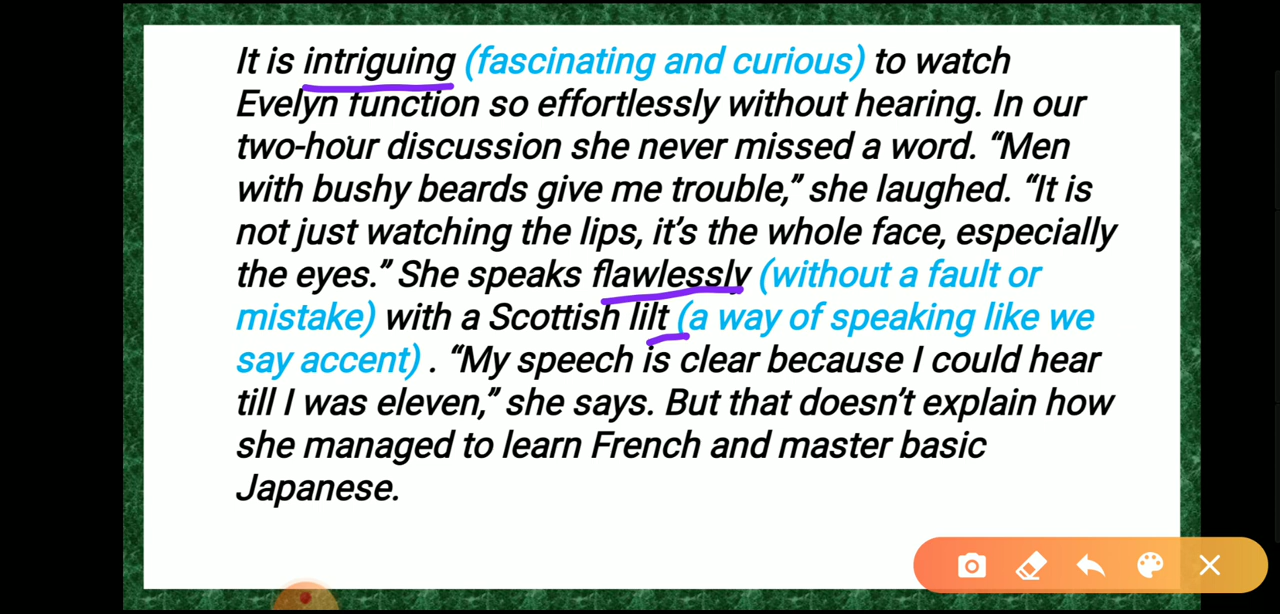 It is intriguing (fascinating and curious) to watch
Evelyn function so effortlessly without hearing. In our
two-hour discussion she never missed a word. “Men
with bushy beards give me trouble,” she laughed. “It is
not just watching the lips, it’s the whole face, especially
the eyes.” She speaks flawlessly (without a fault or
mistake) with a Scottish lilt (a way of speaking like we
say accent) . “My speech is clear because I could hear
till I was eleven,” she says. But that doesn’t explain how
she managed to learn French and master basic
Japanese.